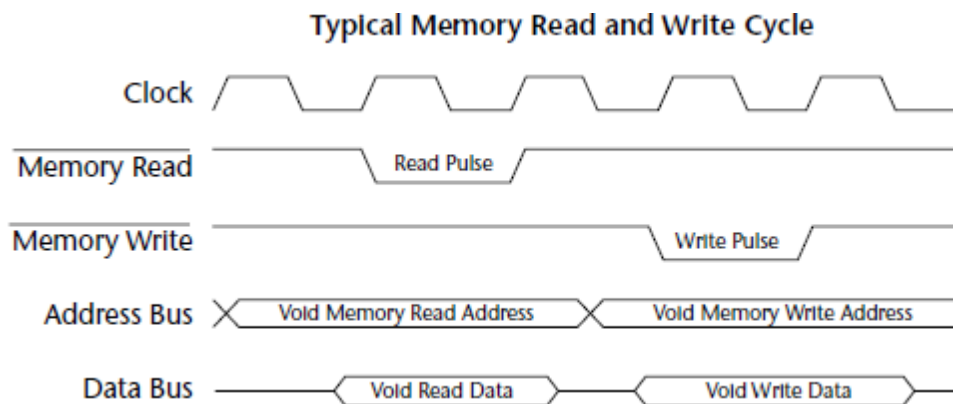 Typical Memory Read and Write Cycle
Clock
Memory Read
Read Pulse
Memory Write
Write Pulse
Address Bus
Void Memory Read Address
Void Memory Write Address
Data Bus
Void Read Data
Void Write Data